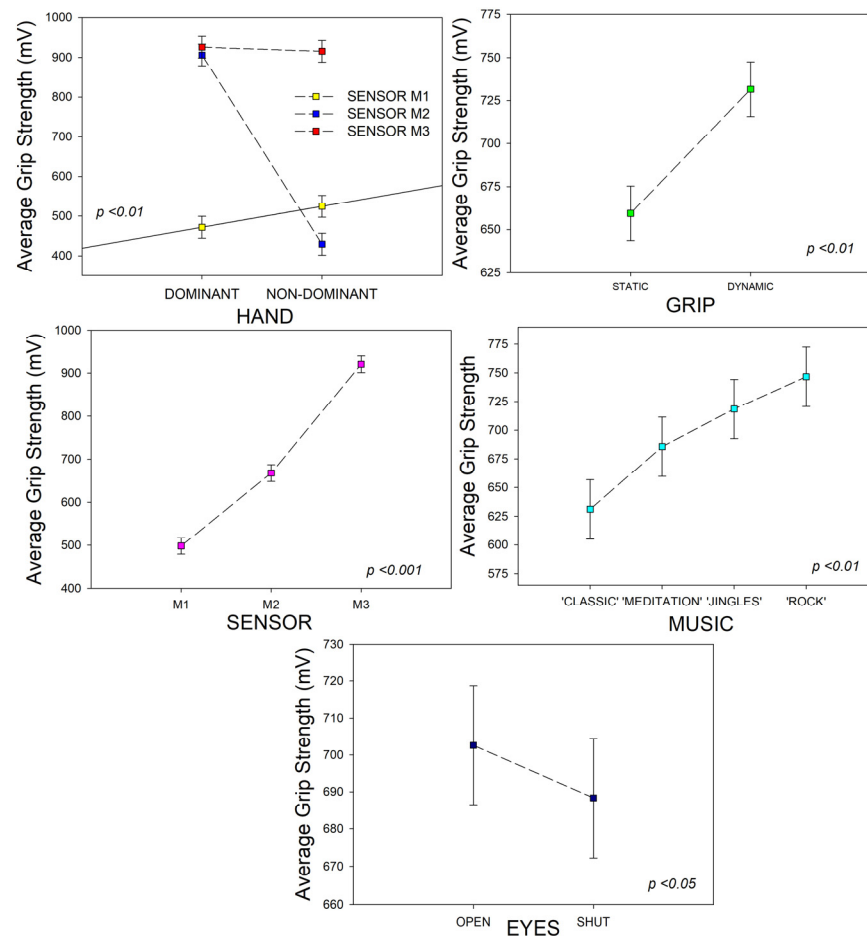 Average Grip Strength (mV)
1000
900
800
700
600
500
400
SENSOR M1
SENSOR M2
SENSOR M3
p <0.01
DOMINANT NON-DOMINANT
HAND
Average Grip Strength (mV)
775
725
675
625
p <0.01
STATIC DYNAMIC
GRIP
Average Grip Strength (mV)
1000
900
800
700
600
500
400
p <0.001
M1 M2 M3
SENSOR
Average Grip Strength
775
750
725
700
675
650
625
600
575
p <0.01
'CLASSIC' 'MEDITATION' 'JINGLES' 'ROCK'
MUSIC
Average Grip Strength (mV)
730
720
710
700
690
680
670
660
p <0.05
OPEN SHUT
EYES